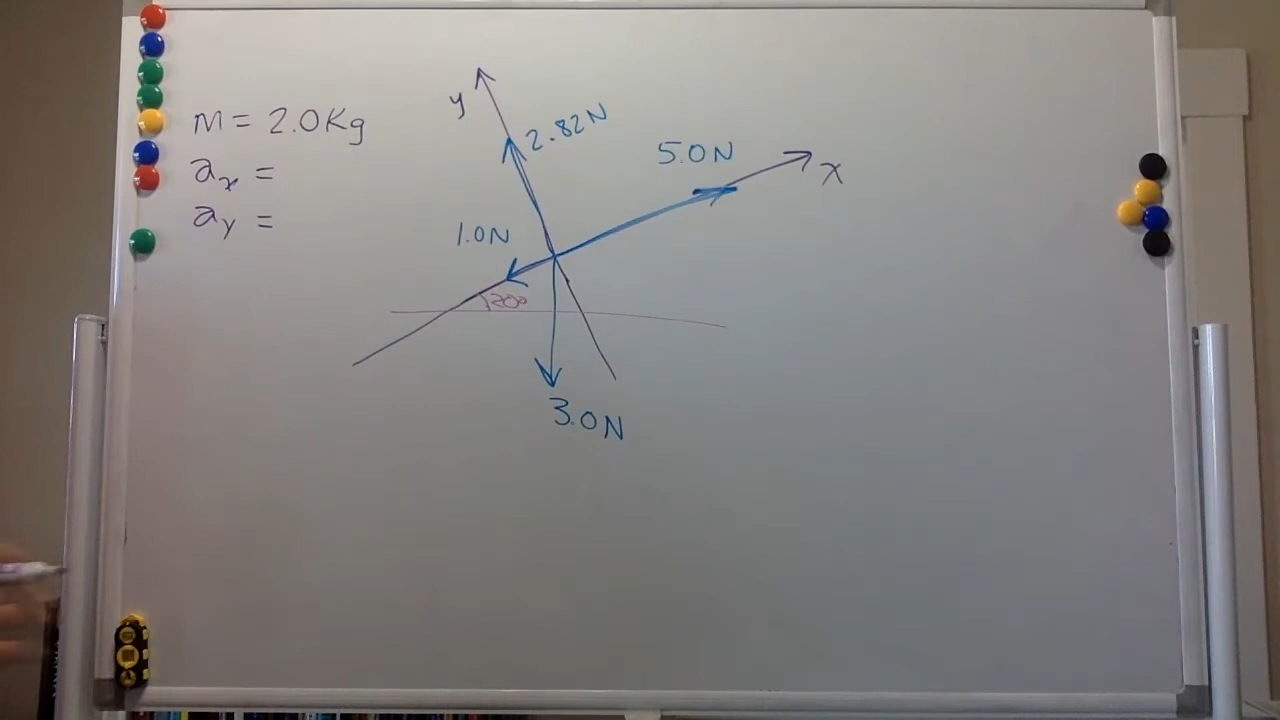 m = 2.0Kg
ax =
ay =
y
2.82N
5.0N
x
1.0N
20°
3.0N